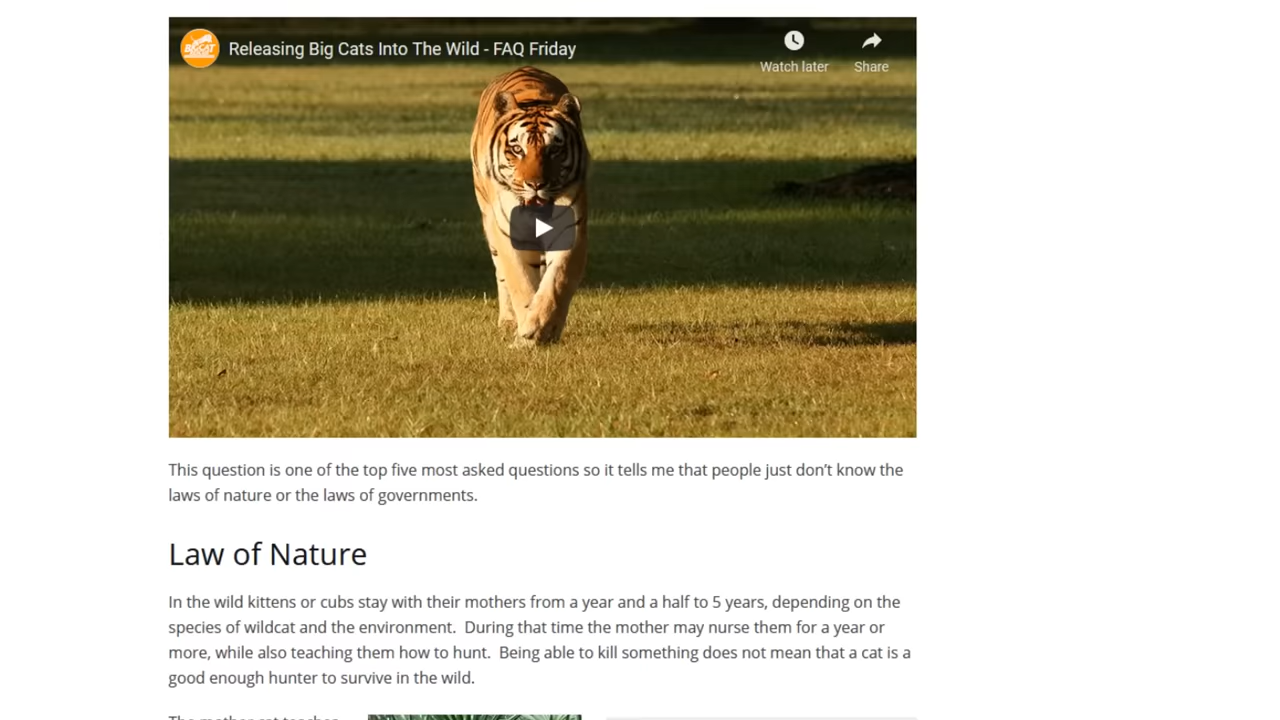 BIGCAT
Releasing Big Cats Into The Wild - FAQ Friday
Watch later
Share
This question is one of the top five most asked questions so it tells me that people just don’t know the
laws of nature or the laws of governments.
Law of Nature
In the wild kittens or cubs stay with their mothers from a year and a half to 5 years, depending on the
species of wildcat and the environment.  During that time the mother may nurse them for a year or
more, while also teaching them how to hunt.  Being able to kill something does not mean that a cat is a
good enough hunter to survive in the wild.
The mother cat teaches